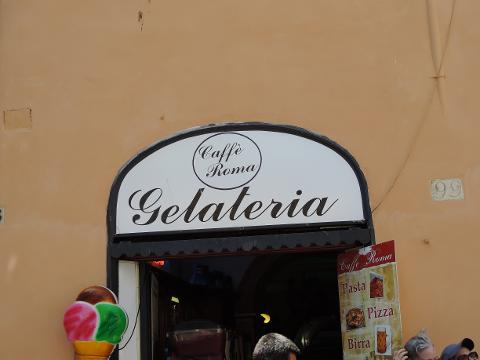 Caffè
Roma
Gelateria
99
Caffè Roma
Pasta
Pizza
Birra